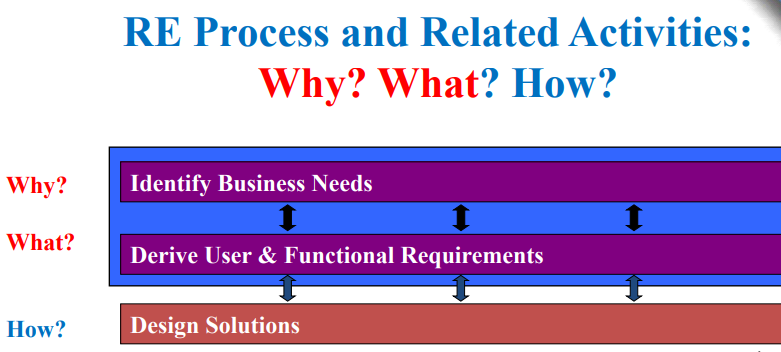 RE Process and Related Activities:
Why? What? How?
Why?
Identify Business Needs
What?
Derive User & Functional Requirements
How?
Design Solutions